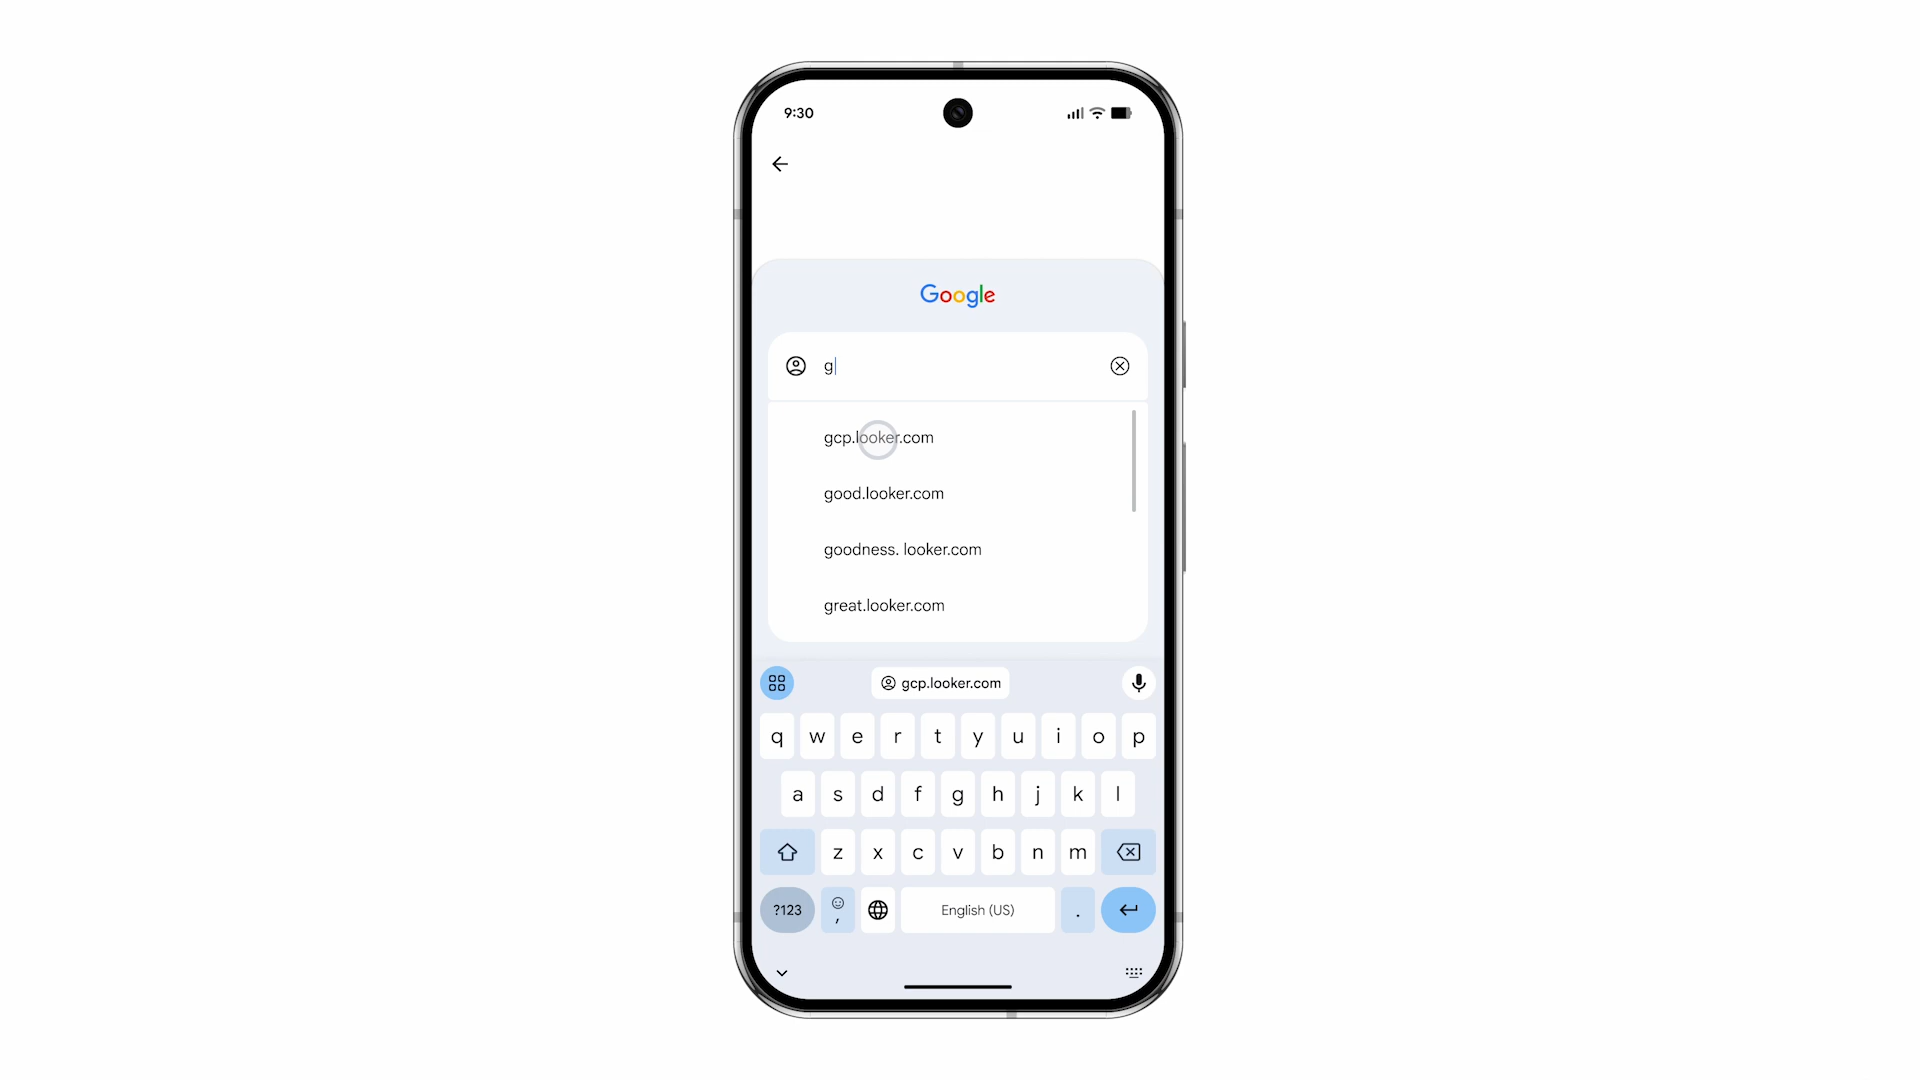 9:30
Google
g
gcp.looker.com
good.looker.com
goodness. looker.com
great.looker.com
gcp.looker.com
q w e r t y u i o p
a s d f g h j k l
z x c v b n m
?123 , English (US) .